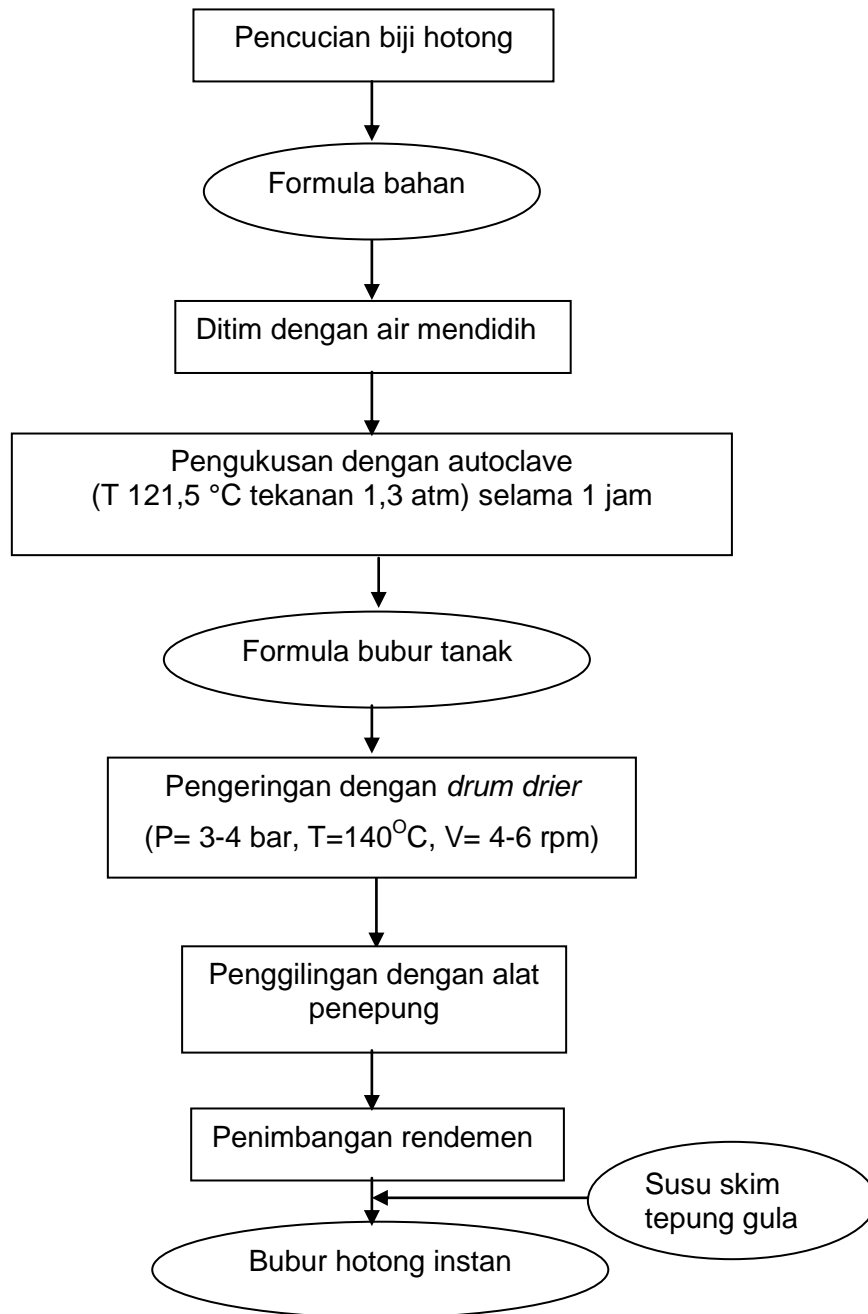 Pencucian biji hotong
Formula bahan
Ditim dengan air mendidih
Pengukusan dengan autoclave
(T 121,5 °C tekanan 1,3 atm) selama 1 jam
Formula bubur tanak
Pengeringan dengan drum drier
(P= 3-4 bar, T=140ᴼC, V= 4-6 rpm)
Penggilingan dengan alat
penepung
Penimbangan rendemen
Susu skim
tepung gula
Bubur hotong instan